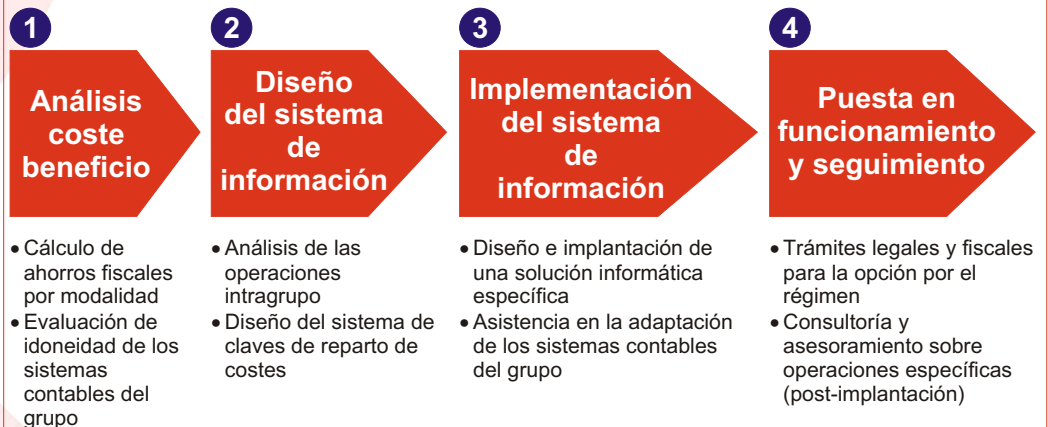 1
Análisis
coste
beneficio
• Cálculo de
ahorros fiscales
por modalidad
• Evaluación de
idoneidad de los
sistemas
contables del
grupo
2
Diseño
del sistema
de
información
• Análisis de las
operaciones
intragrupo
• Diseño del sistema de
claves de reparto de
costes
3
Implementación
del sistema
de
información
• Diseño e implantación de
una solución informática
específica
• Asistencia en la adaptación
de los sistemas contables
del grupo
4
Puesta en
funcionamiento
y seguimiento
• Trámites legales y fiscales
para la opción por el
régimen
• Consultoría y
asesoramiento sobre
operaciones específicas
(post-implantación)